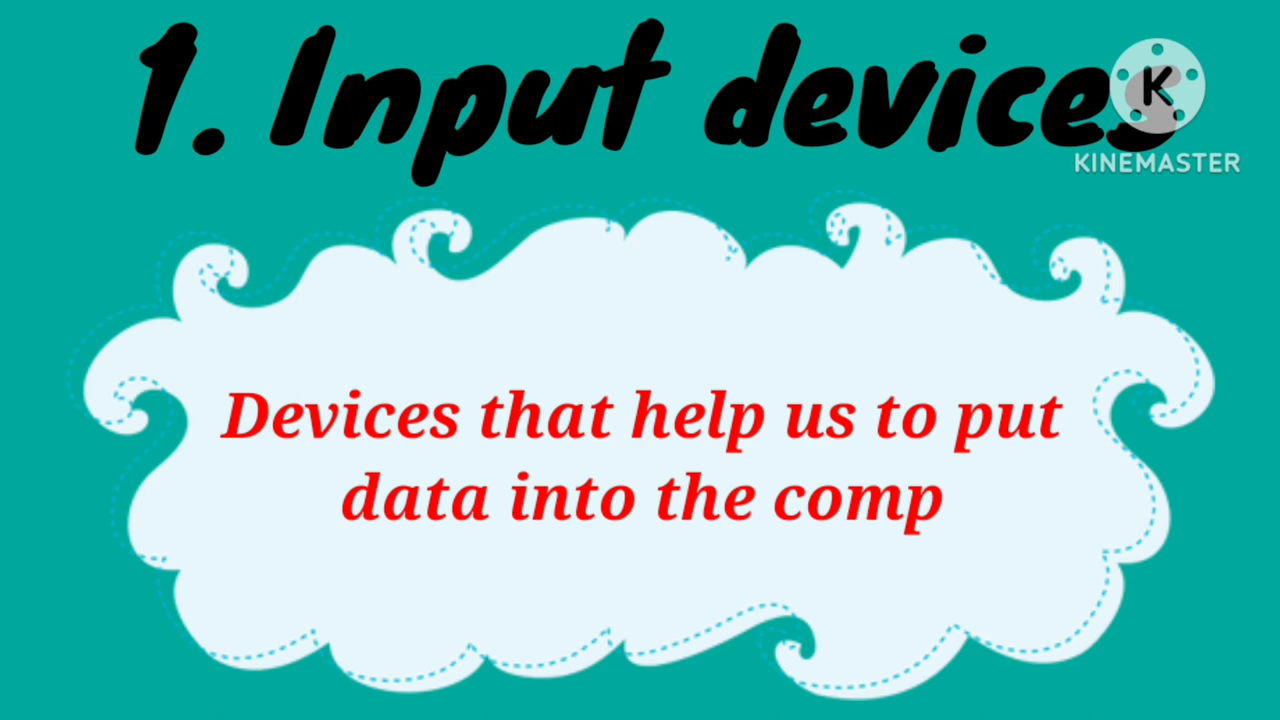 1. Input devices
K
KINEMASTER
Devices that help us to put
data into the comp